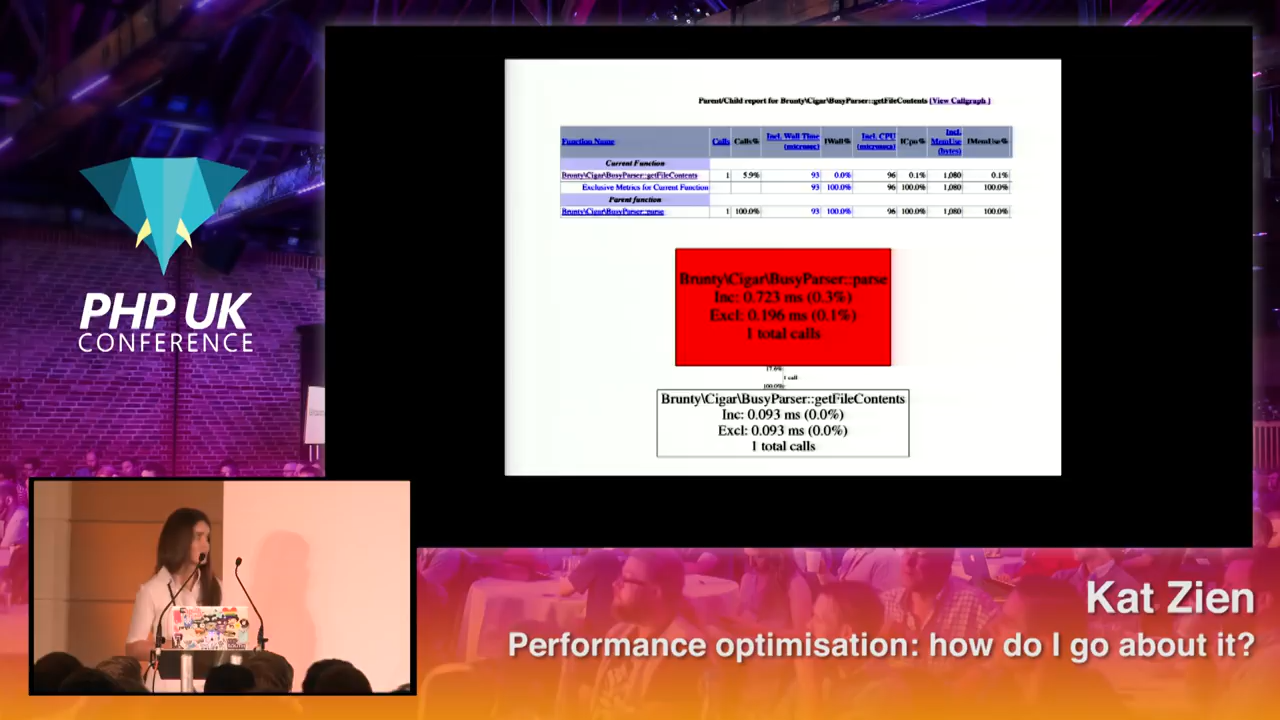 Parent/Child report for Brunty\Cigar\BusyParser::getFileContents [View Callgraph ]
Function Name Calls Calls% Incl. Wall Time (microsec) IWall% Incl. CPU (microsecs) ICpu% Incl. MemUse (bytes) IMemUse%
Current Function
Brunty\Cigar\BusyParser::getFileContents 1 5.9% 93 0.0% 96 0.1% 1,080 0.1%
Exclusive Metrics for Current Function 93 100.0% 96 100.0% 1,080 100.0%
Parent function
Brunty\Cigar\BusyParser::parse 1 100.0% 93 100.0% 96 100.0% 1,080 100.0%
Brunty\Cigar\BusyParser::parse
Inc: 0.723 ms (0.3%)
Excl: 0.196 ms (0.1%)
1 total calls
17.6%
1 call
100.0%
Brunty\Cigar\BusyParser::getFileContents
Inc: 0.093 ms (0.0%)
Excl: 0.093 ms (0.0%)
1 total calls
PHP UK
CONFERENCE
Kat Zien
Performance optimisation: how do I go about it?